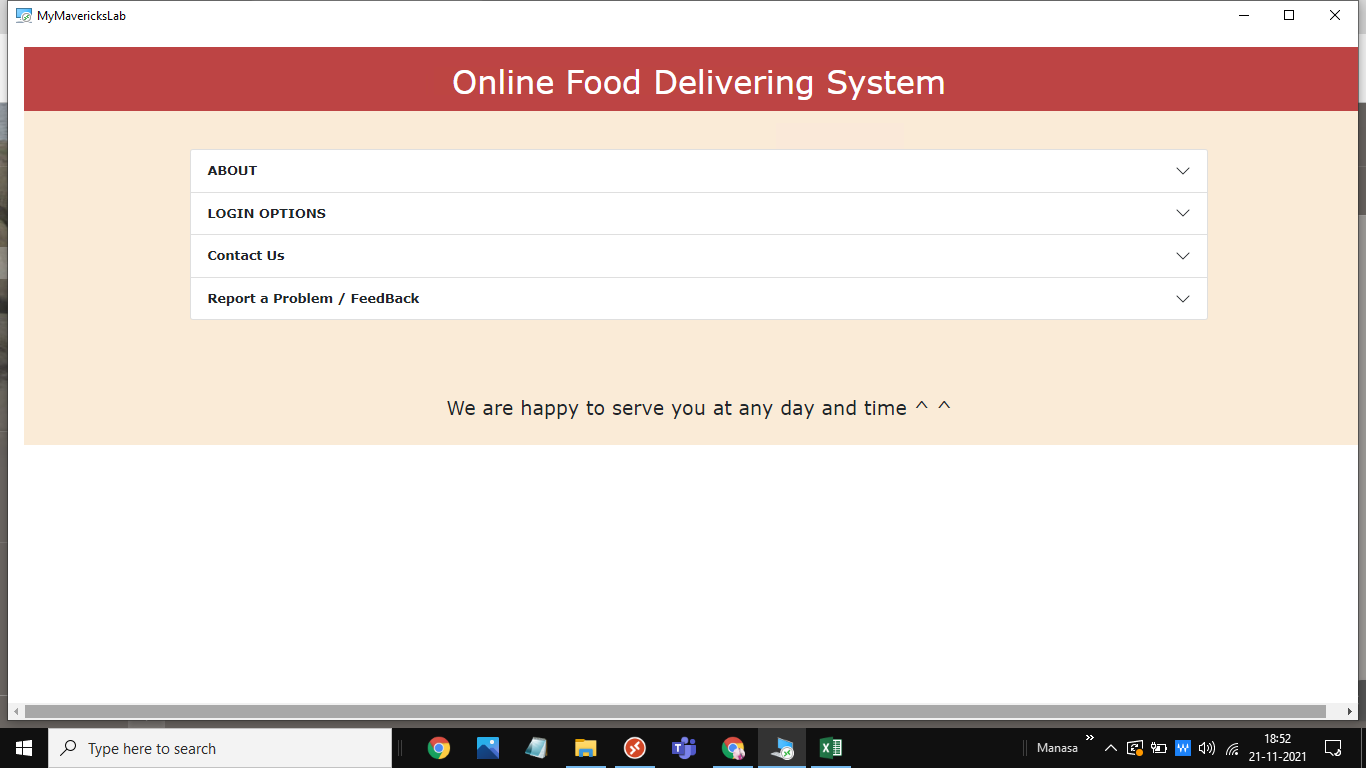 MyMavericksLab
Online Food Delivering System
ABOUT
LOGIN OPTIONS
Contact Us
Report a Problem / FeedBack
We are happy to serve you at any day and time ^ ^
Type here to search
Manasa
18:52
21-11-2021